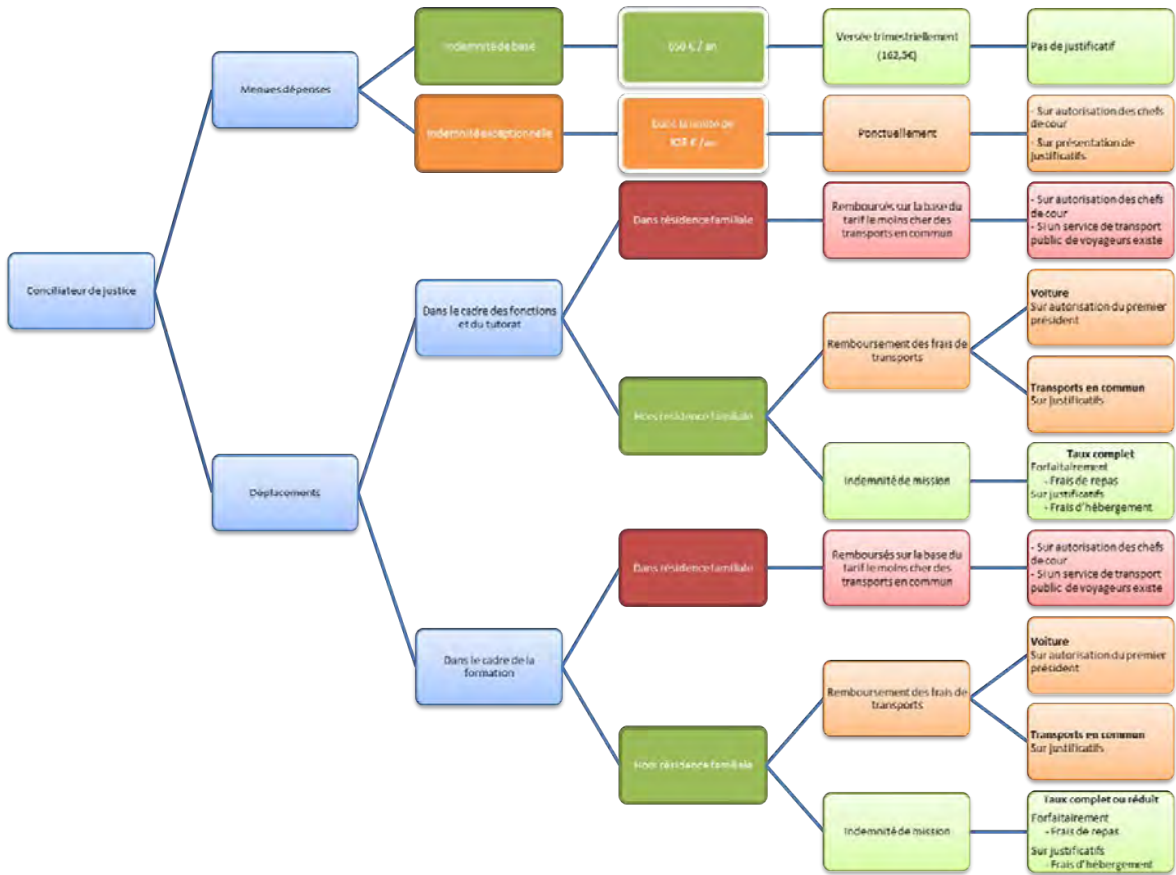 Indemnité de base
650 € / an
Versée trimestriellement
(162,5€)
Pas de justificatif
Menues dépenses
Indemnité exceptionnelle
Dans la limite de
€ / an
Ponctuellement
- Sur autorisation des chefs
de cour
- Sur présentation de
justificatifs
Conciliateur de justice
Dans résidence familiale
Remboursés sur la base du
tarif le moins cher des
transports en commun
- Sur autorisation des chefs
de cour
- Si un service de transport
public de voyageurs existe
Dans le cadre des fonctions
et du tutorat
Hors résidence familiale
Remboursement des frais de
transports
Voiture
Sur autorisation du premier
président
Transports en commun
Sur justificatifs
Indemnité de mission
Taux complet
Forfaitairement
- Frais de repas
Sur justificatifs
- Frais d'hébergement
Déplacements
Dans résidence familiale
Remboursés sur la base du
tarif le moins cher des
transports en commun
- Sur autorisation des chefs
de cour
- Si un service de transport
public de voyageurs existe
Dans le cadre de la
formation
Hors résidence familiale
Remboursement des frais de
transports
Voiture
Sur autorisation du premier
président
Transports en commun
Sur justificatifs
Indemnité de mission
Taux complet ou réduit
Forfaitairement
- Frais de repas
Sur justificatifs
- Frais d'hébergement